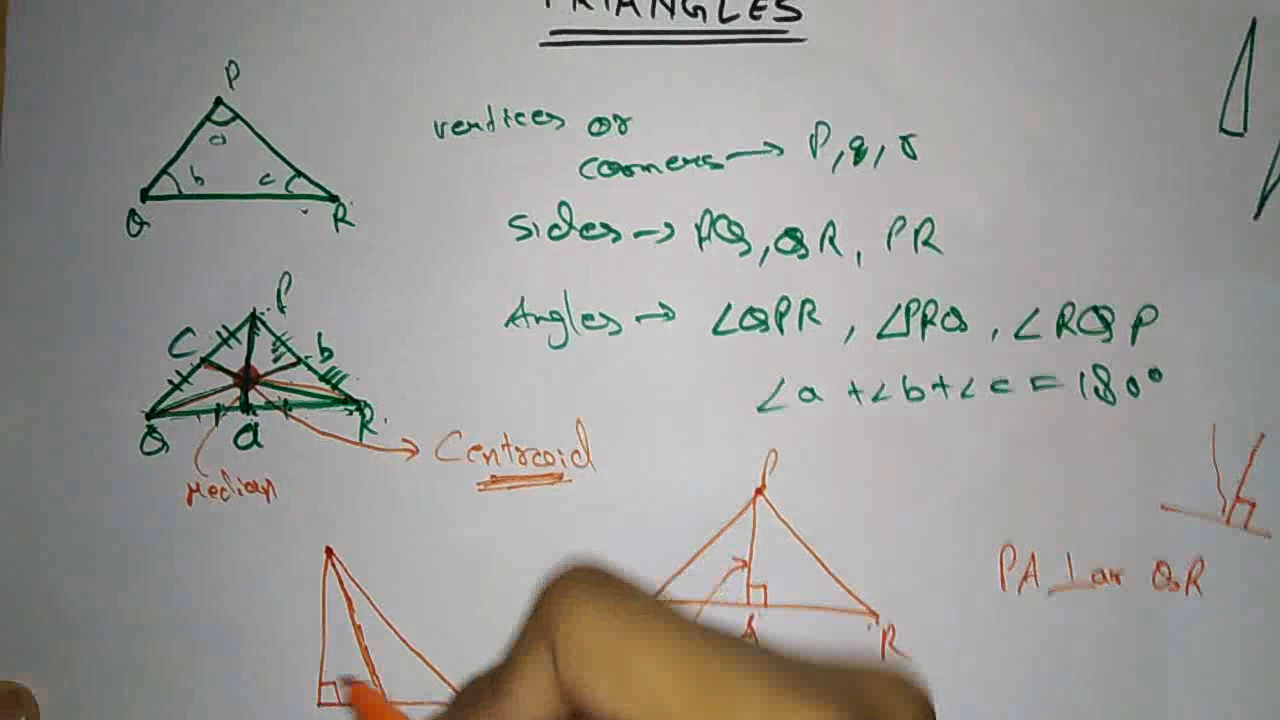 TRIANGLES
P
a
b
c
Q
R
vertices or
corners → P, q, r
Sides → PQ, QR, PR
Angles → ∠QPR, ∠PRQ, ∠RQP
∠a + ∠b + ∠c = 180°
P
C
b
Q
a
R
Median
Centroid
P
A
R
PA ⊥ar QR